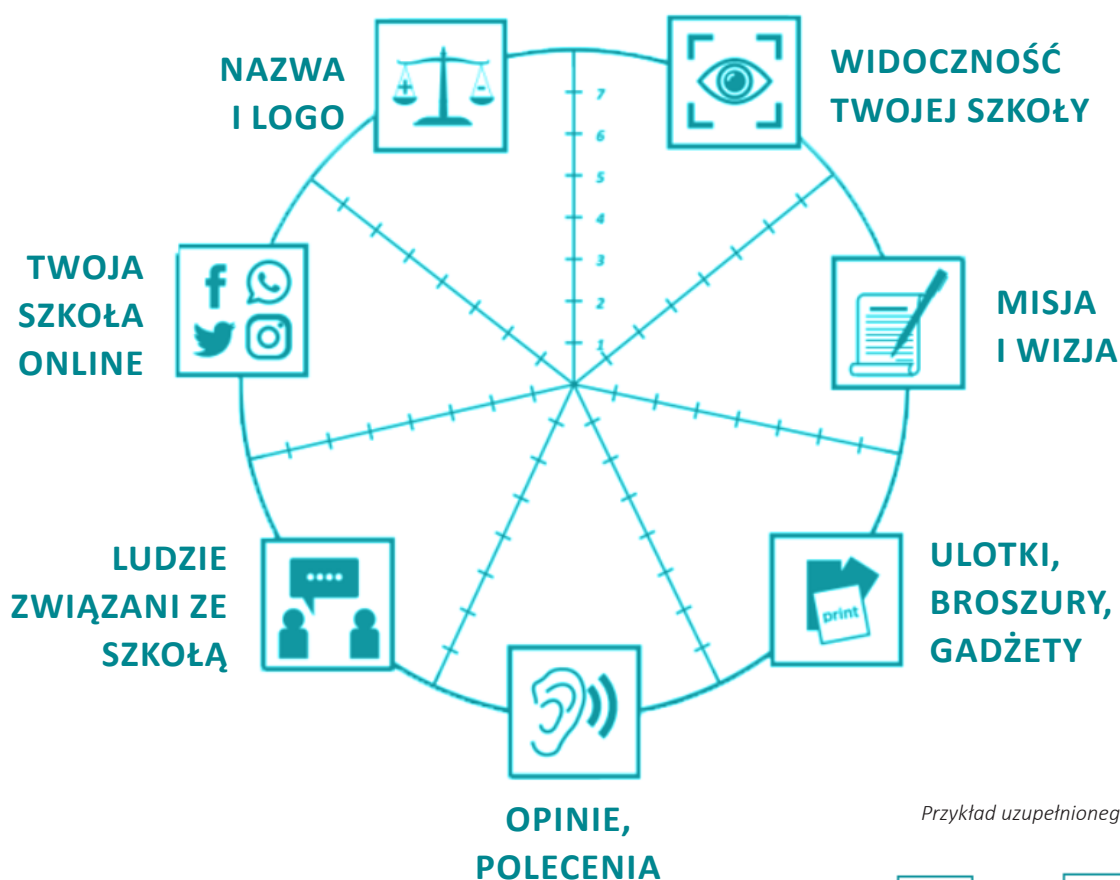 NAZWA
I LOGO
WIDOCZNOŚĆ
TWOJEJ SZKOŁY
7
6
5
4
3
2
1
TWOJA
SZKOŁA
ONLINE
MISJA
I WIZJA
LUDZIE
ZWIĄZANI ZE
SZKOŁĄ
print
ULOTKI,
BROSZURY,
GADŻETY
OPINIE,
POLECENIA
Przykład uzupełnioneg